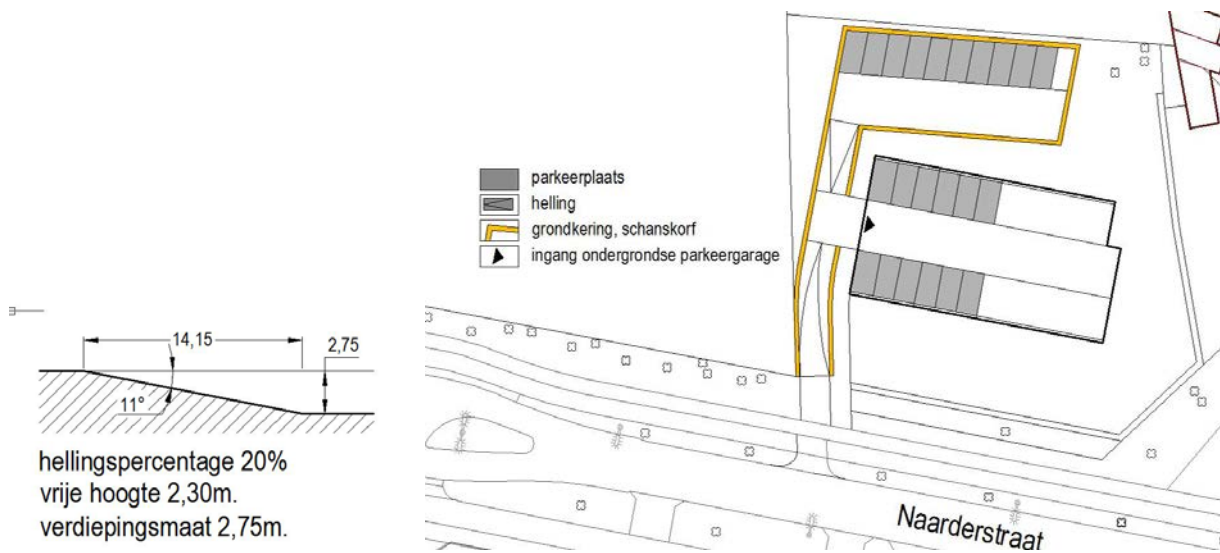 14,15
2,75
11°
hellingspercentage 20%
vrije hoogte 2,30m.
verdiepingsmaat 2,75m.
parkeerplaats
helling
grondkering, schanskorf
ingang ondergrondse parkeergarage
Naarderstraat